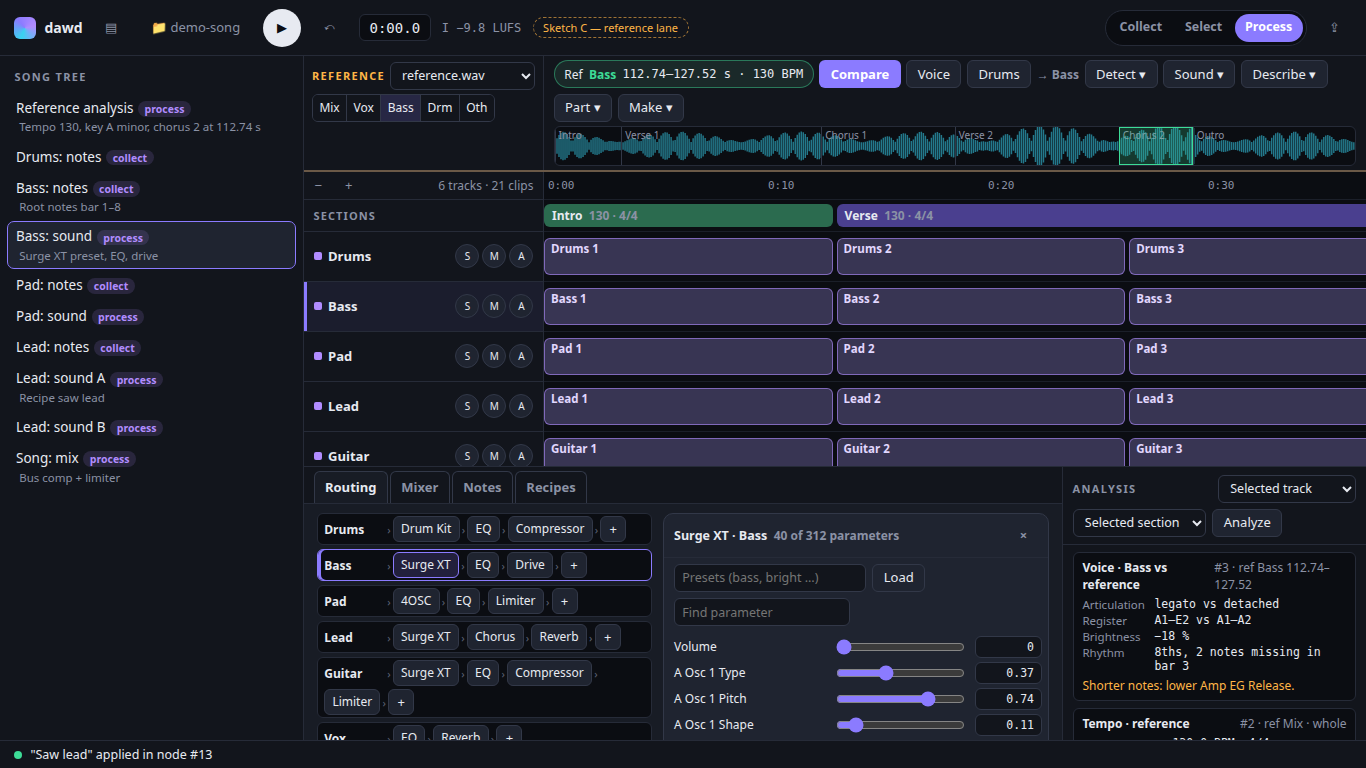 dawd
demo-song
0:00.0
I −9.8 LUFS
Sketch C — reference lane
Collect Select Process
SONG TREE
Reference analysis process
Tempo 130, key A minor, chorus 2 at 112.74 s
Drums: notes collect
Bass: notes collect
Root notes bar 1–8
Bass: sound process
Surge XT preset, EQ, drive
Pad: notes collect
Pad: sound process
Lead: notes collect
Lead: sound A process
Recipe saw lead
Lead: sound B process
Song: mix process
Bus comp + limiter
REFERENCE reference.wav
Mix Vox Bass Drm Oth
Ref Bass 112.74–127.52 s · 130 BPM Compare Voice Drums → Bass Detect ▾ Sound ▾ Describe ▾
Part ▾ Make ▾
Intro Verse 1 Chorus 1 Verse 2 Chorus 2 Outro
− + 6 tracks · 21 clips 0:00 0:10 0:20 0:30
SECTIONS Intro 130 · 4/4 Verse 130 · 4/4
Drums S M A Drums 1 Drums 2 Drums 3
Bass S M A Bass 1 Bass 2 Bass 3
Pad S M A Pad 1 Pad 2 Pad 3
Lead S M A Lead 1 Lead 2 Lead 3
Guitar S M A Guitar 1 Guitar 2 Guitar 3
Routing Mixer Notes Recipes
Drums › Drum Kit › EQ › Compressor › +
Bass › Surge XT › EQ › Drive › +
Pad › 4OSC › EQ › Limiter › +
Lead › Surge XT › Chorus › Reverb › +
Guitar › Surge XT › EQ › Compressor ›
Limiter › +
Vox EQ Reverb +
Surge XT · Bass 40 of 312 parameters ×
Presets (bass, bright ...) Load
Find parameter
Volume 0
A Osc 1 Type 0.37
A Osc 1 Pitch 0.74
A Osc 1 Shape 0.11
ANALYSIS Selected track
Selected section Analyze
Voice · Bass vs reference #3 · ref Bass 112.74–127.52
Articulation legato vs detached
Register A1–E2 vs A1–A2
Brightness −18 %
Rhythm 8ths, 2 notes missing in
bar 3
Shorter notes: lower Amp EG Release.
Tempo · reference #2 · ref Mix · whole
"Saw lead" applied in node #13